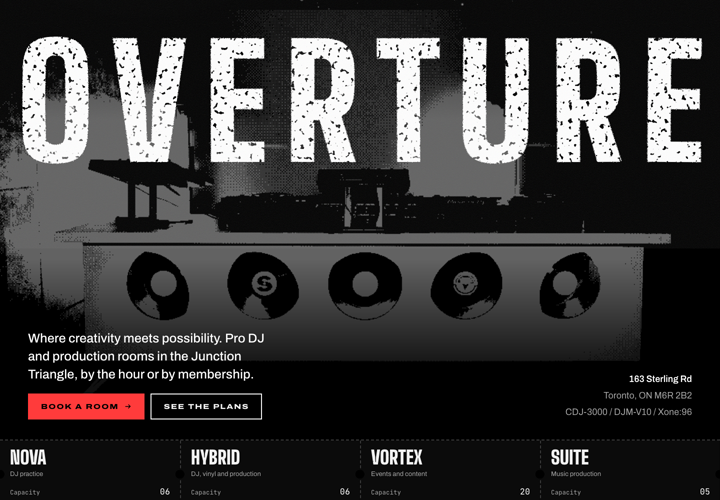 OVERTURE
Where creativity meets possibility. Pro DJ
and production rooms in the Junction
Triangle, by the hour or by membership.
BOOK A ROOM →
SEE THE PLANS
163 Sterling Rd
Toronto, ON M6R 2B2
CDJ-3000 / DJM-V10 / Xone:96
NOVA
DJ practice
Capacity 06
HYBRID
DJ, vinyl and production
Capacity 06
VORTEX
Events and content
Capacity 20
SUITE
Music production
Capacity 05